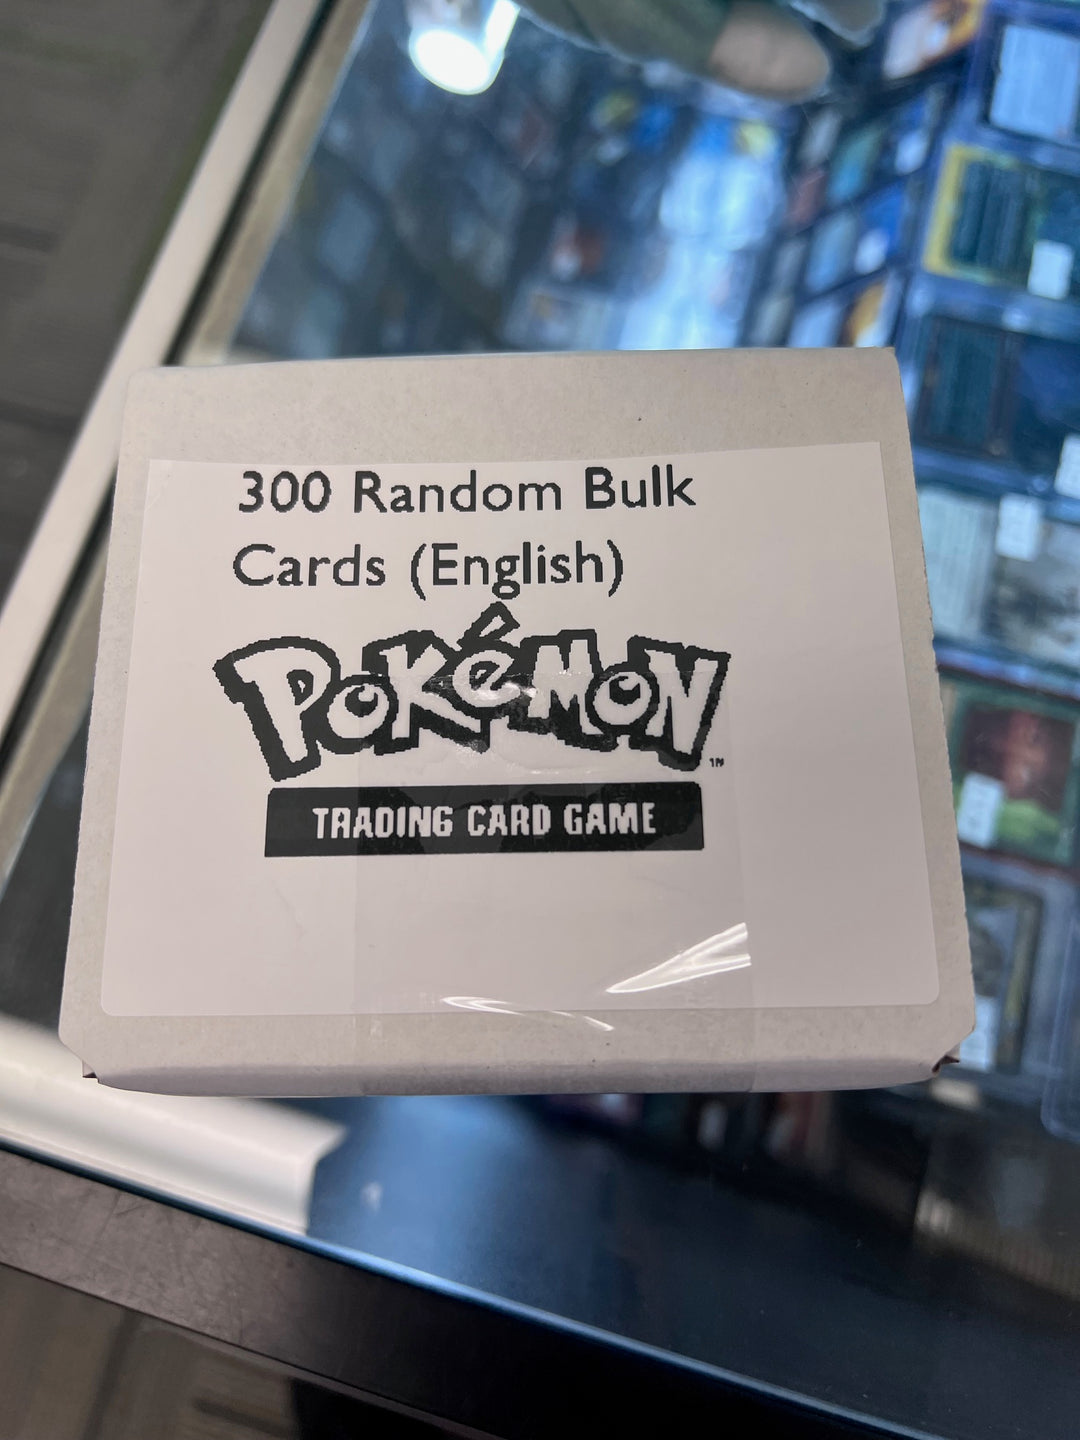 300 Random Bulk
Cards (English)
POKéMON
TM
TRADING CARD GAME